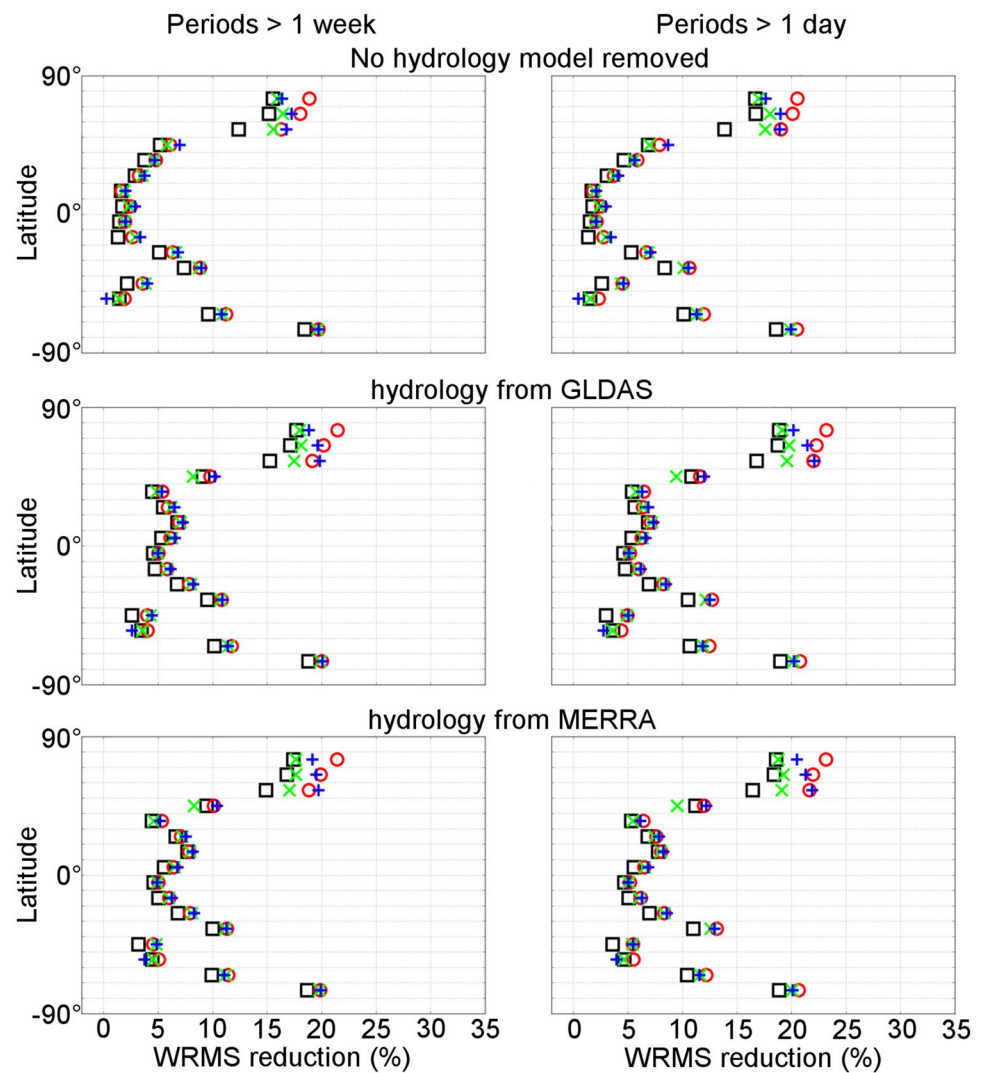 Periods > 1 week
Periods > 1 day
No hydrology model removed
90°
Latitude
0°
-90°
hydrology from GLDAS
90°
Latitude
0°
-90°
hydrology from MERRA
90°
Latitude
0°
-90°
0 5 10 15 20 25 30 35
0 5 10 15 20 25 30 35
WRMS reduction (%)
WRMS reduction (%)